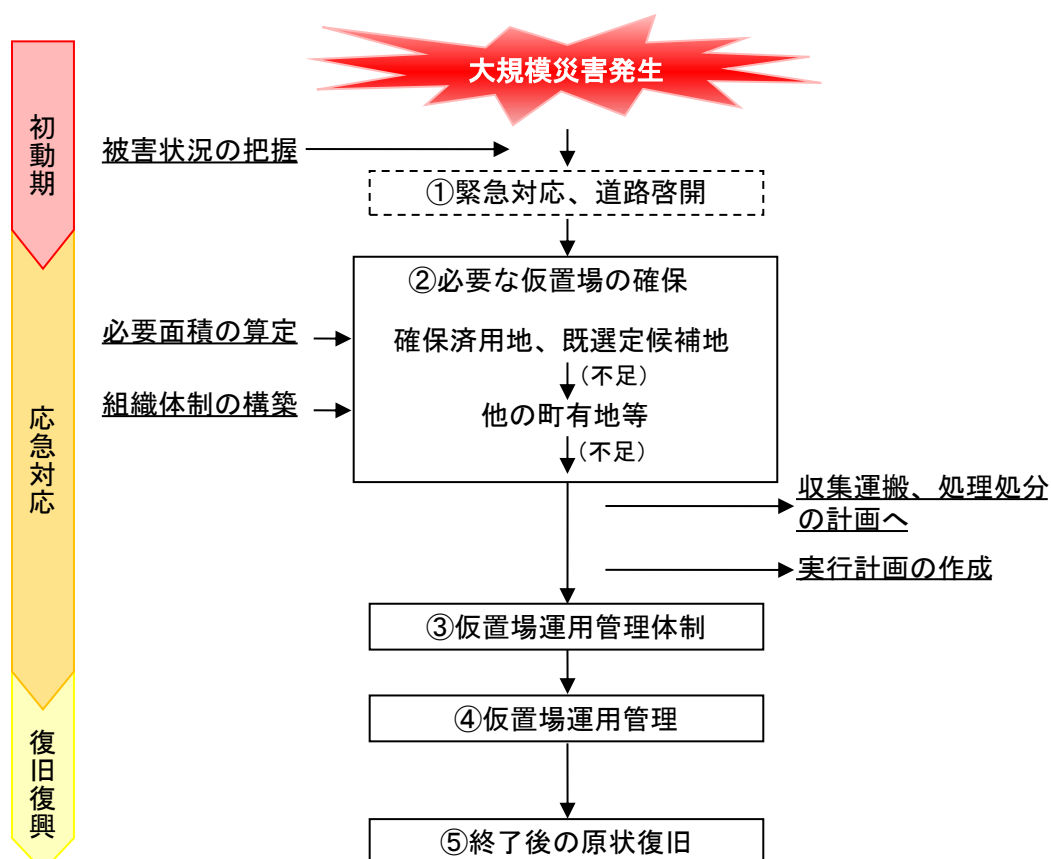 大規模災害発生
初動期
被害状況の把握
①緊急対応、道路啓開
②必要な仮置場の確保
必要面積の算定
確保済用地、既選定候補地
(不足)
組織体制の構築
他の町有地等
(不足)
応急対応
収集運搬、処理処分
の計画へ
実行計画の作成
③仮置場運用管理体制
④仮置場運用管理
復旧復興
⑤終了後の原状復旧